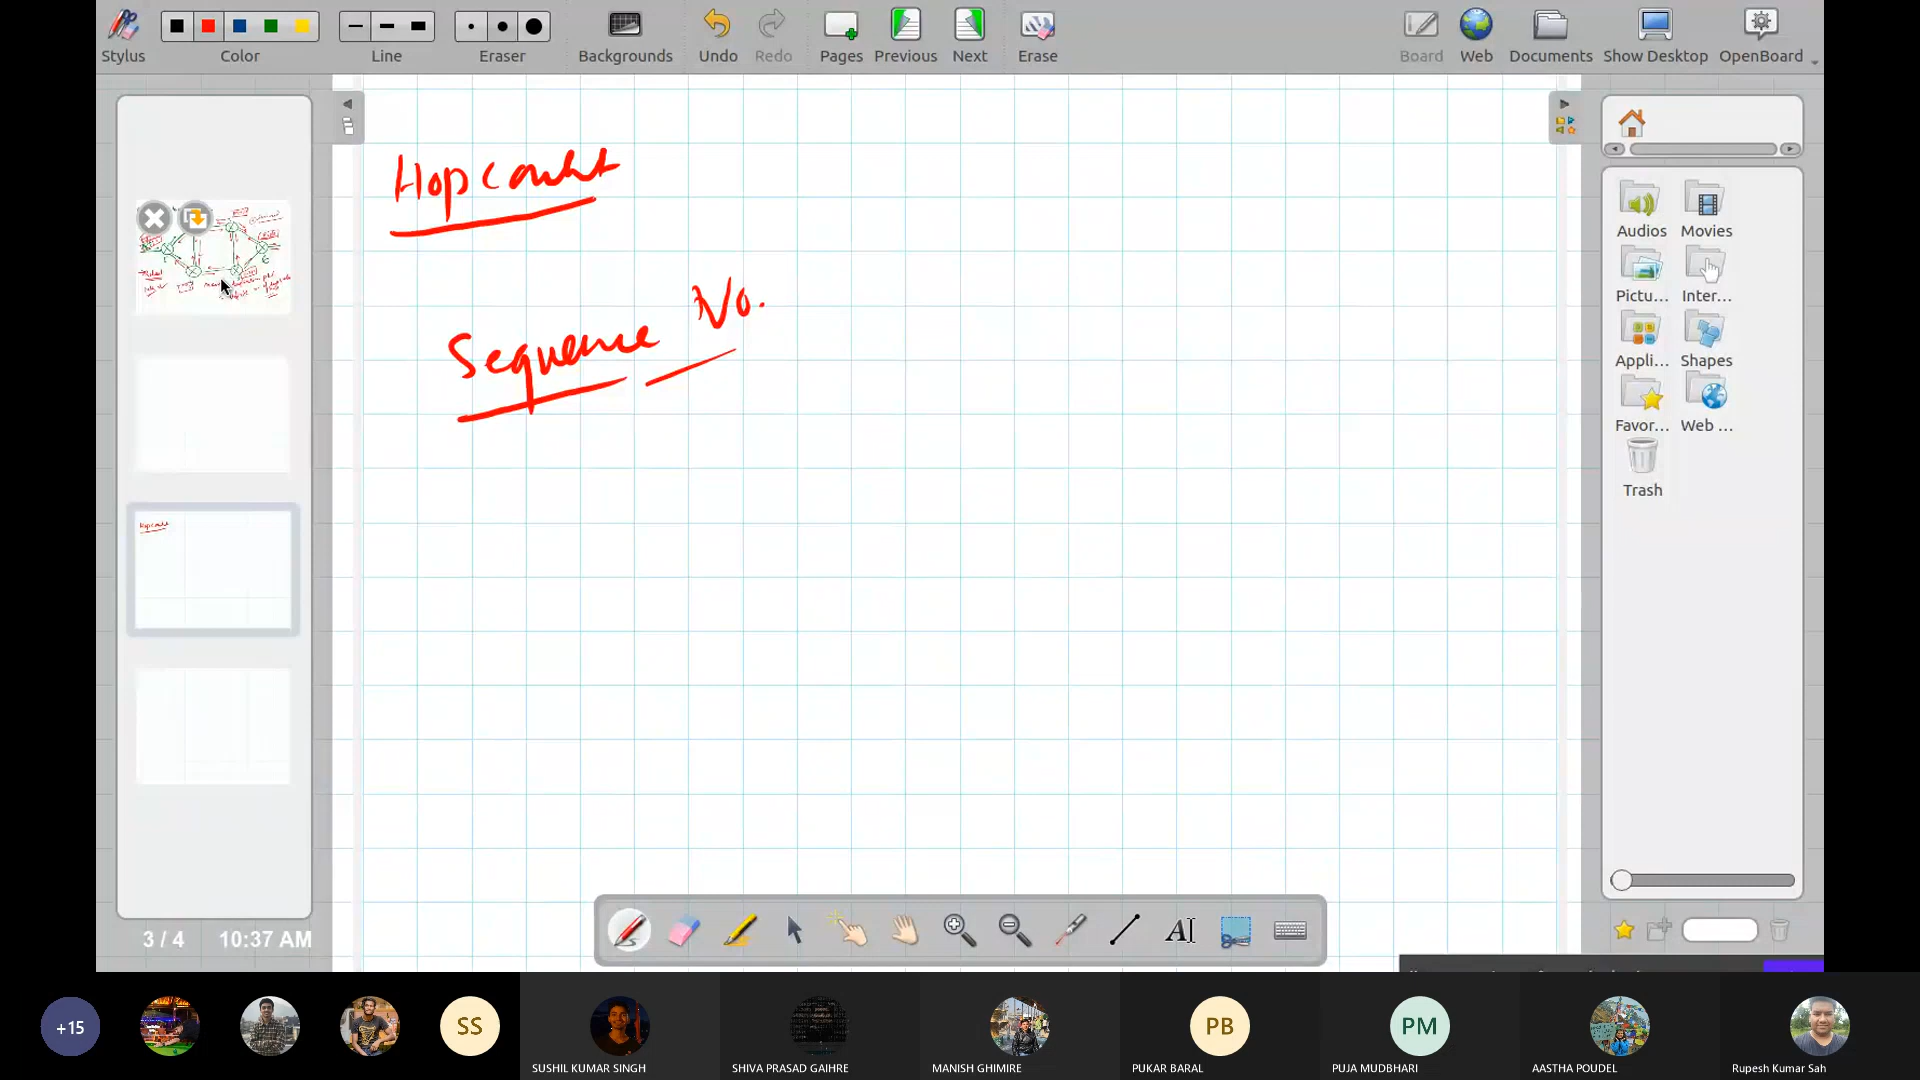 Stylus
Color
Line
Eraser
Backgrounds
Undo
Redo
Pages
Previous
Next
Erase
Board
Web
Documents
Show Desktop
OpenBoard
Hopcount
Sequence No.
Audios
Movies
Pictu...
Inter...
Appli...
Shapes
Favor...
Web ...
Trash
Hopcount
3 / 4
10:37 AM
+15
SS
SUSHIL KUMAR SINGH
SHIVA PRASAD GAIHRE
MANISH GHIMIRE
PB
PUKAR BARAL
PM
PUJA MUDBHARI
AASTHA POUDEL
Rupesh Kumar Sah